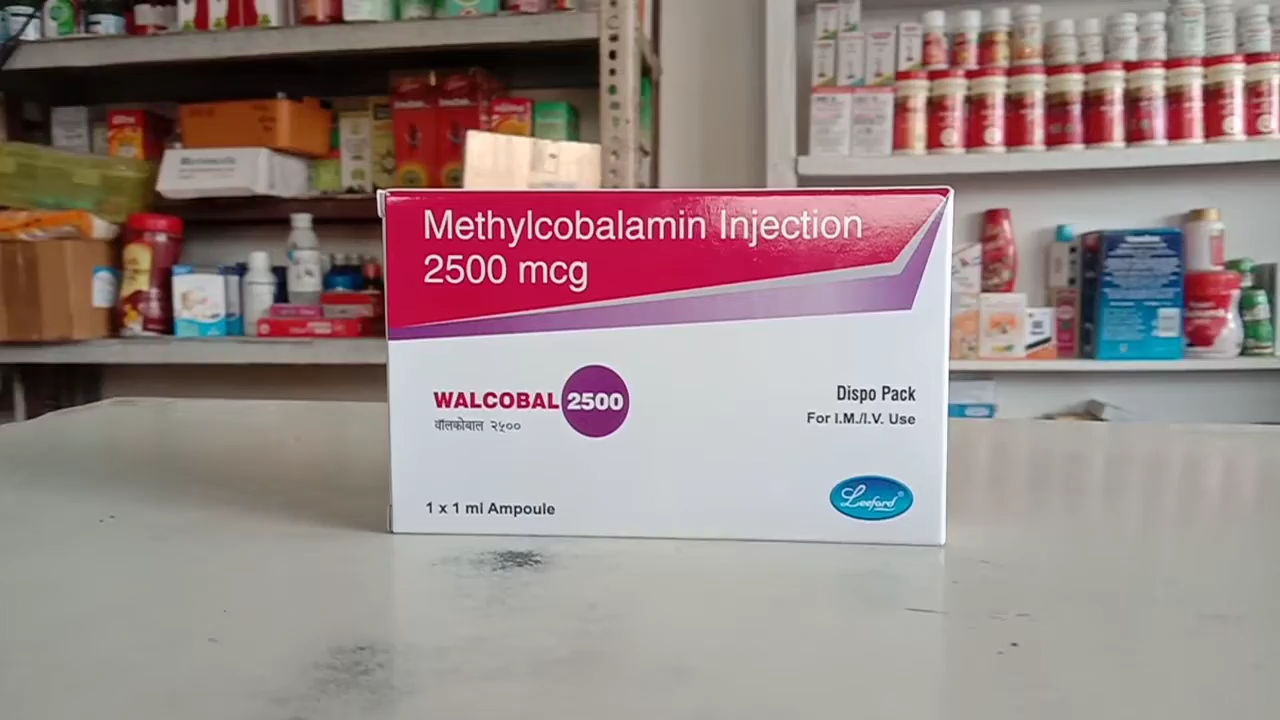 Methylcobalamin Injection
2500 mcg
WALCOBAL 2500
वॉलकोबाल २५००
Dispo Pack
For I.M./I.V. Use
1 x 1 ml Ampoule
Leeford